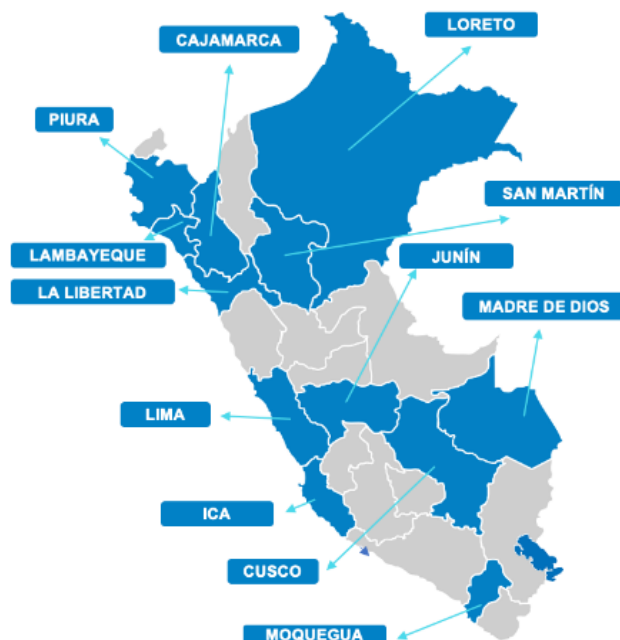 LORETO
CAJAMARCA
PIURA
SAN MARTÍN
LAMBAYEQUE
JUNÍN
LA LIBERTAD
MADRE DE DIOS
LIMA
ICA
CUSCO
MOQUEGUA